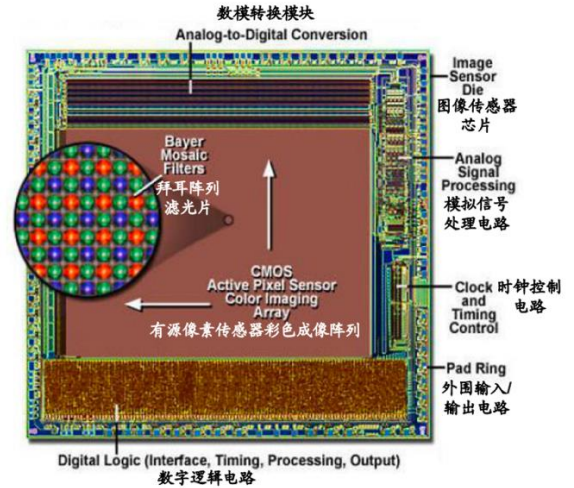 数模转换模块
Analog-to-Digital Conversion
Image
Sensor
Die
图像传感器
芯片
Bayer
Mosaic
Filters
拜耳阵列
滤光片
Analog
Signal
Processing
模拟信号
处理电路
CMOS
Active Pixel Sensor
Color Imaging
Array
有源像素传感器彩色成像阵列
Clock 时钟控制
and 电路
Timing
Control
Pad Ring
外围输入/
输出电路
Digital Logic (Interface, Timing, Processing, Output)
数字逻辑电路